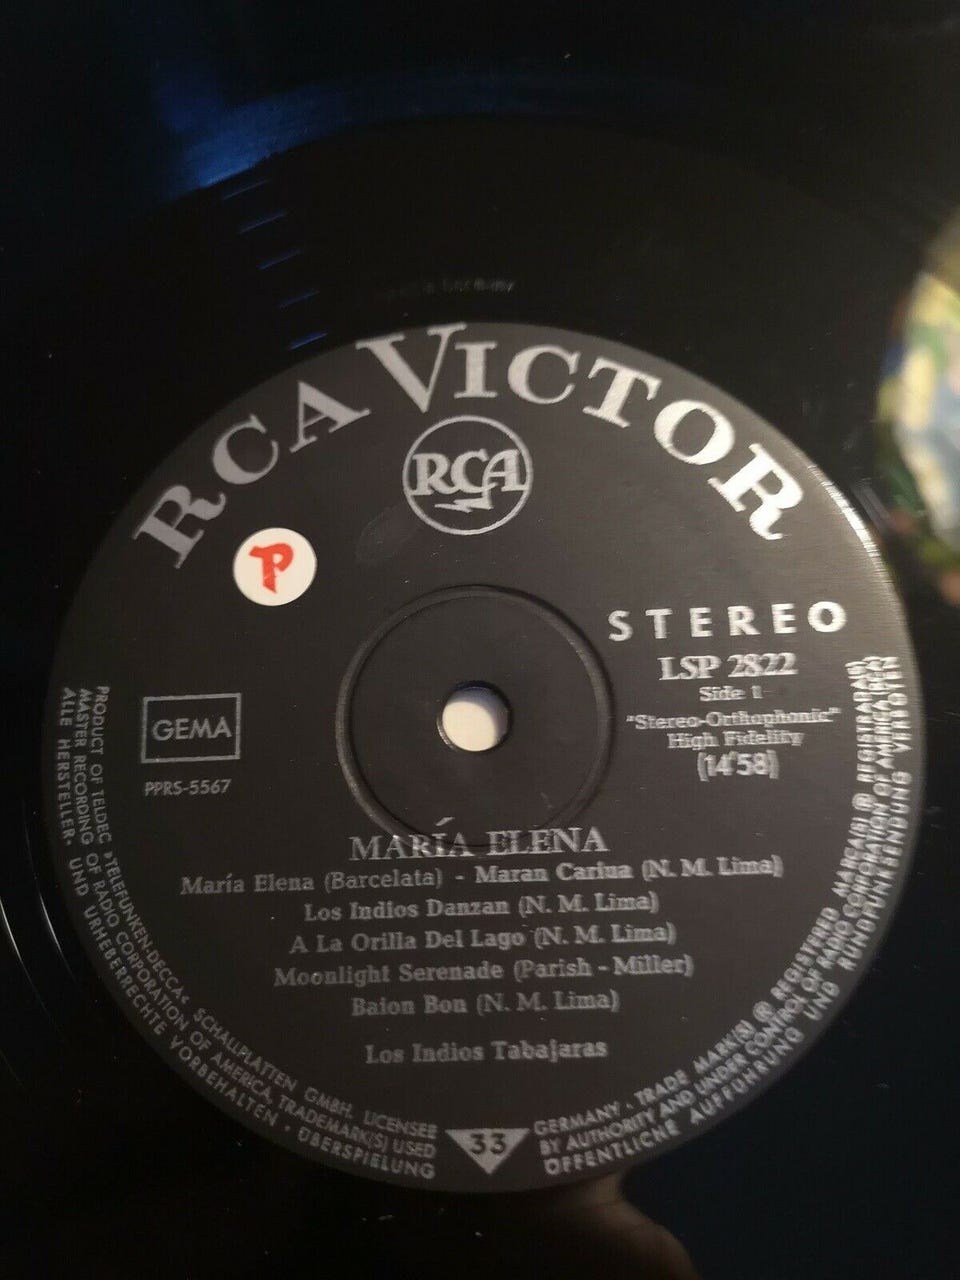 RCA VICTOR
RCA
P
STEREO
LSP 2822
Side 1
"Stereo-Orthophonic"
High Fidelity
(14'58)
GEMA
PPRS-5567
MARÍA ELENA
María Elena (Barcelata) - Maran Cariua (N. M. Lima)
Los Indios Danzan (N. M. Lima)
A La Orilla Del Lago (N. M. Lima)
Moonlight Serenade (Parish - Miller)
Baion Bon (N. M. Lima)
Los Indios Tabajaras
33
PRODUCT OF TELDEC »TELEFUNKEN-DECCA« SCHALLPLATTEN GMBH. LICENSEE
MASTER RECORDING OF RADIO CORPORATION OF AMERICA, TRADEMARK(S) USED
ALLE HERSTELLER- UND URHEBERRECHTE VORBEHALTEN · ÜBERSPIELUNG
GERMANY · TRADE MARK(S) ® REGISTERED MARCA(S) ® REGISTRADA(S)
BY AUTHORITY AND UNDER CONTROL OF RADIO CORPORATION OF AMERICA (RCA)
ÖFFENTLICHE AUFFÜHRUNG UND RUNDFUNKSENDUNG VERBOTEN
Germany